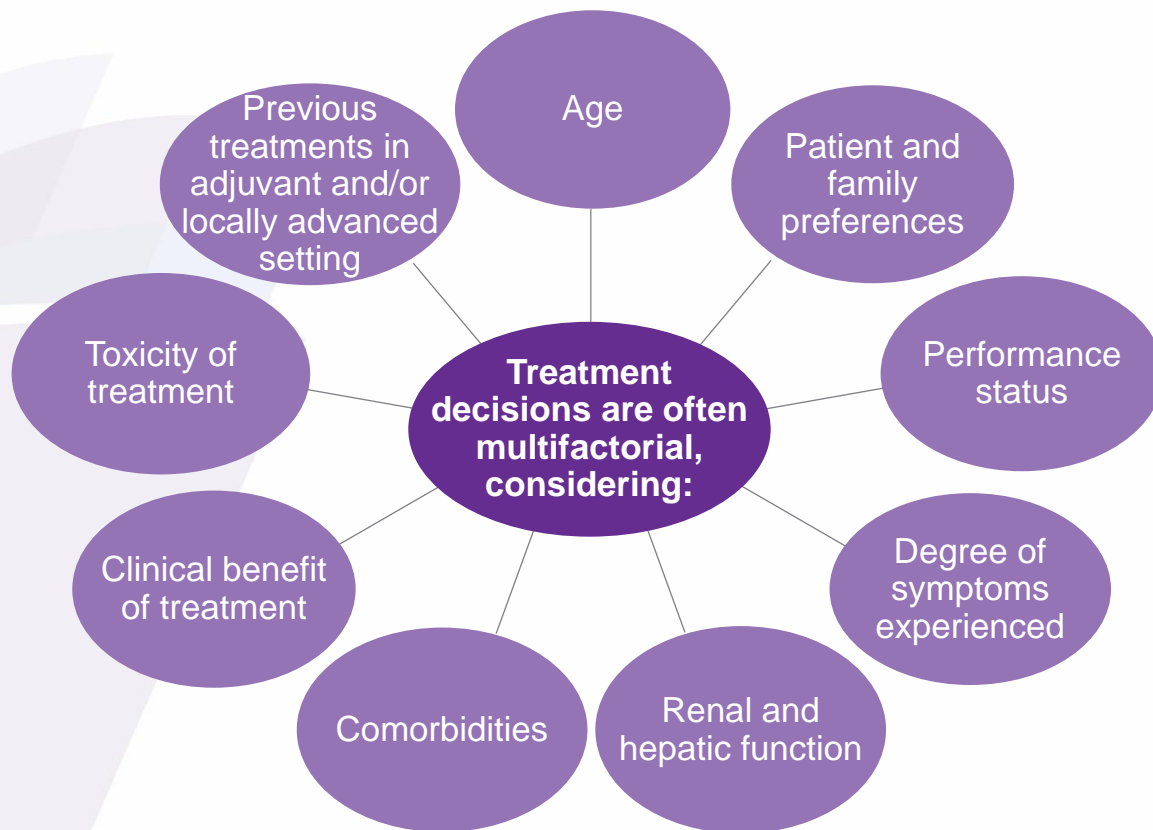 Age
Patient and
family
preferences
Performance
status
Degree of
symptoms
experienced
Renal and
hepatic function
Comorbidities
Clinical benefit
of treatment
Toxicity of
treatment
Previous
treatments in
adjuvant and/or
locally advanced
setting
Treatment
decisions are often
multifactorial,
considering: